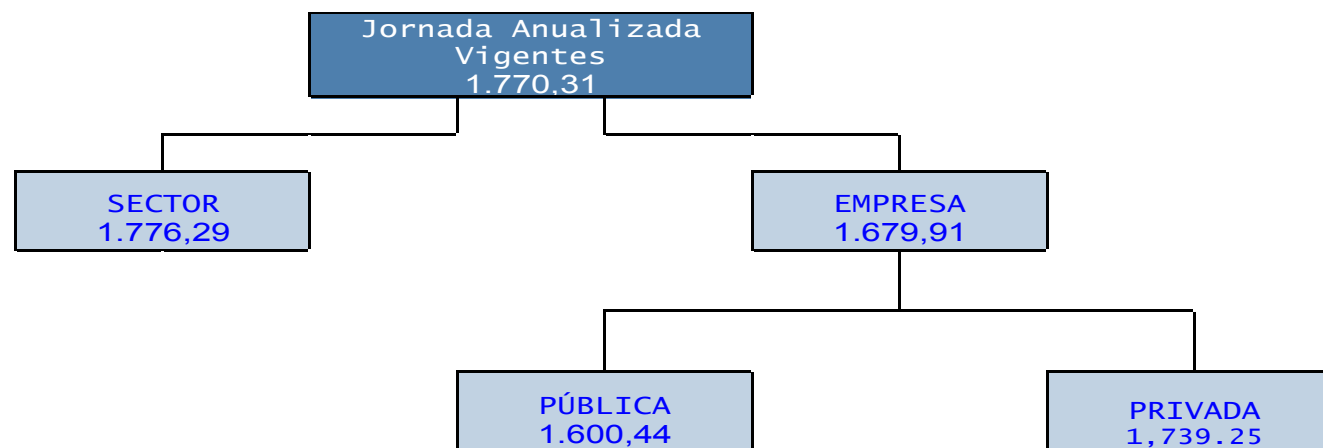 Jornada Anualizada
Vigentes
1.770,31
SECTOR
1.776,29
EMPRESA
1.679,91
PÚBLICA
1.600,44
PRIVADA
1,739.25